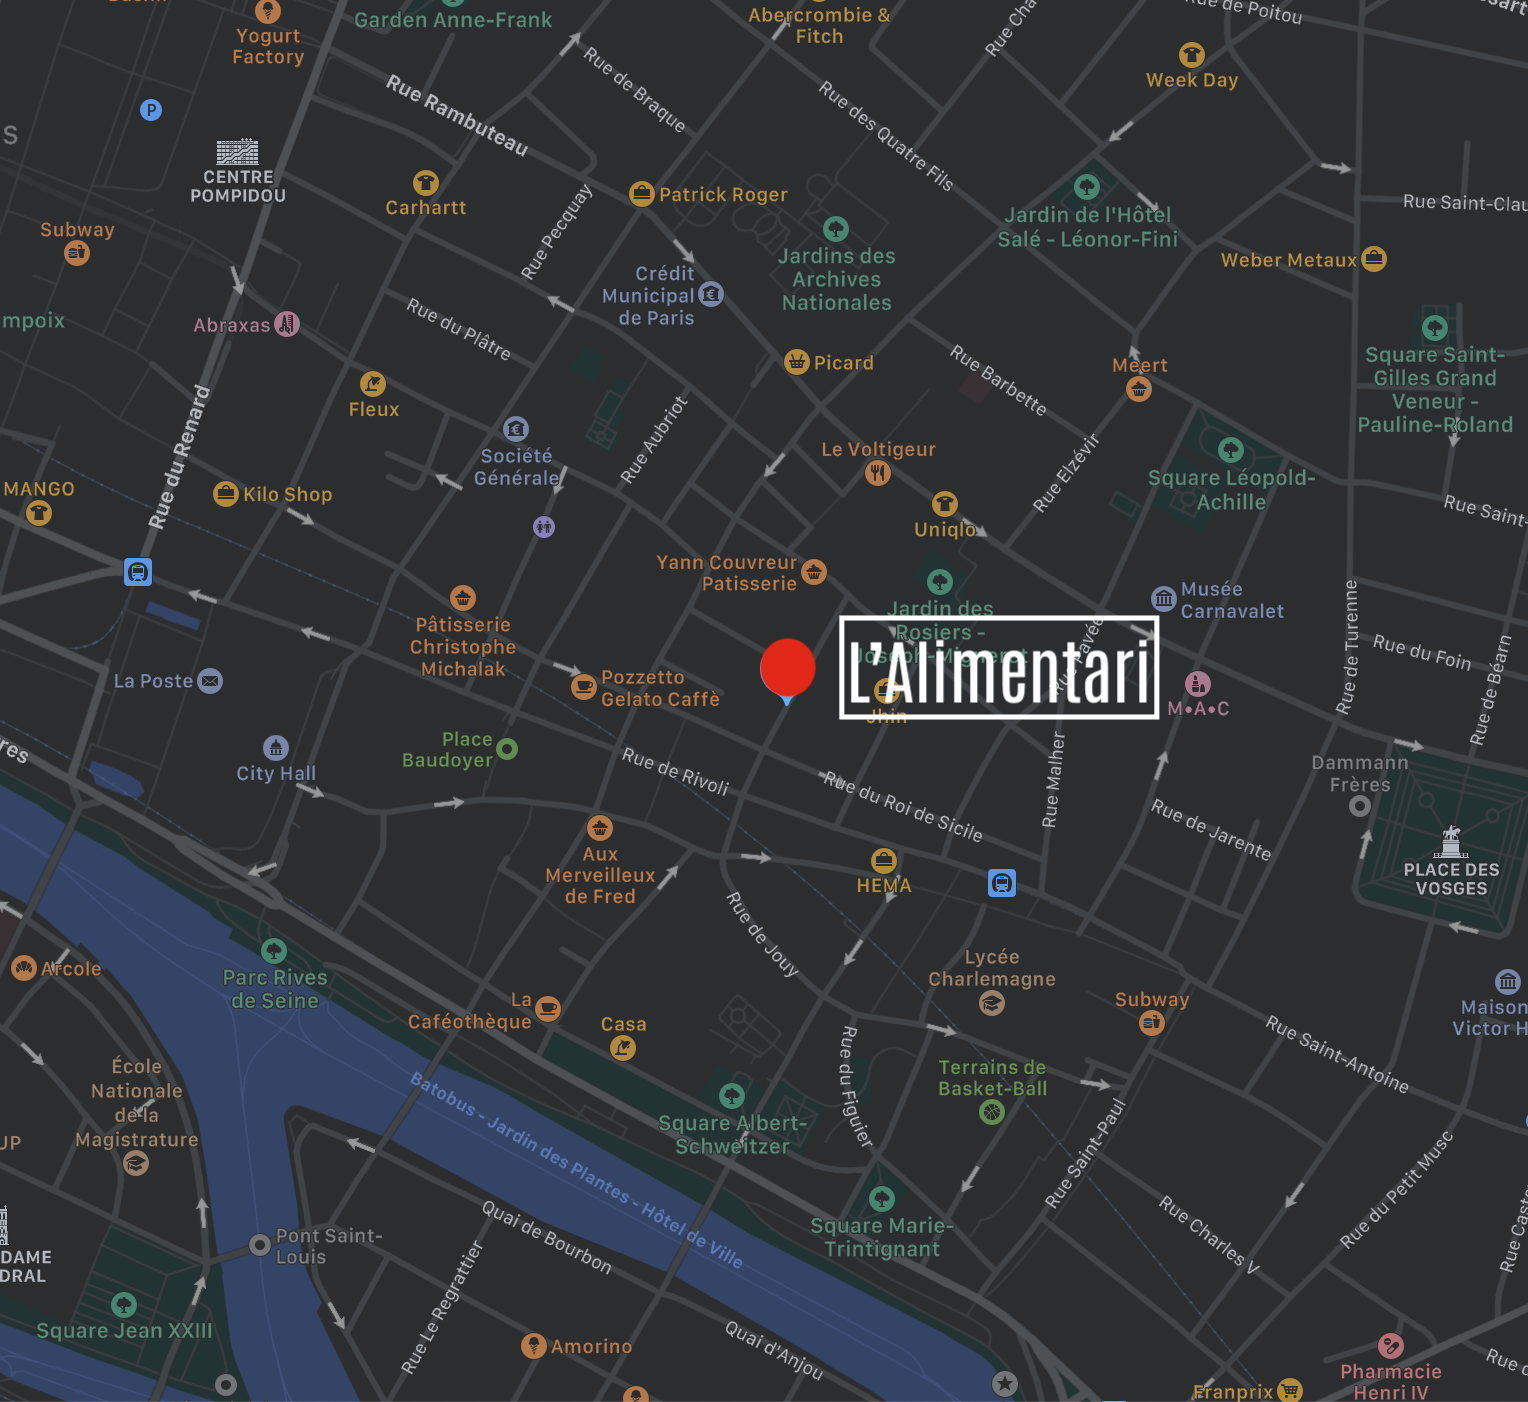 Garden Anne-Frank
Abercrombie &
Fitch
Rue de Poitou
Yogurt
Factory
Rue de Braque
Week Day
P
Rue Rambuteau
Rue des Quatre Fils
S
CENTRE
POMPIDOU
Carhartt
Patrick Roger
Rue Pecquay
Jardin de l'Hôtel
Salé - Léonor-Fini
Rue Saint-Clau
Subway
Jardins des
Archives
Nationales
Weber Metaux
Crédit
Municipal
de Paris
mpoix
Abraxas
Rue du Plâtre
Picard
Rue Barbette
Meert
Square Saint-
Gilles Grand
Veneur -
Pauline-Roland
Fleux
Rue du Renard
Société
Générale
Rue Aubriot
Le Voltigeur
Rue Elzévir
Square Léopold-
Achille
MANGO
Kilo Shop
Uniqlo
Rue Saint-
Yann Couvreur
Patisserie
Jardin des
Rosiers -
Joseph-Migneret
Musée
Carnavalet
Pâtisserie
Christophe
Michalak
L'Alimentari
Jhin
Rue de Turenne
Rue du Foin
Rue de Béarn
La Poste
Pozzetto
Gelato Caffè
M•A•C
Place
Baudoyer
City Hall
Rue de Rivoli
Rue du Roi de Sicile
Rue Malher
Dammann
Frères
Rue de Jarente
Aux
Merveilleux
de Fred
HEMA
PLACE DES
VOSGES
Rue de Jouy
Arcole
Parc Rives
de Seine
Lycée
Charlemagne
Subway
Maison
Victor H
La
Caféothèque
Casa
Rue Saint-Antoine
École
Nationale
de la
Magistrature
Batobus - Jardin des Plantes - Hôtel de Ville
Rue du Figuier
Terrains de
Basket-Ball
Square Albert-
Schweitzer
Rue Saint-Paul
Rue du Petit Musc
UP
Quai de Bourbon
Square Marie-
Trintignant
Rue Charles V
Pont Saint-
Louis
DAME
DRAL
Rue Le Regrattier
Square Jean XXIII
Amorino
Quai d'Anjou
Pharmacie
Henri IV
Franprix